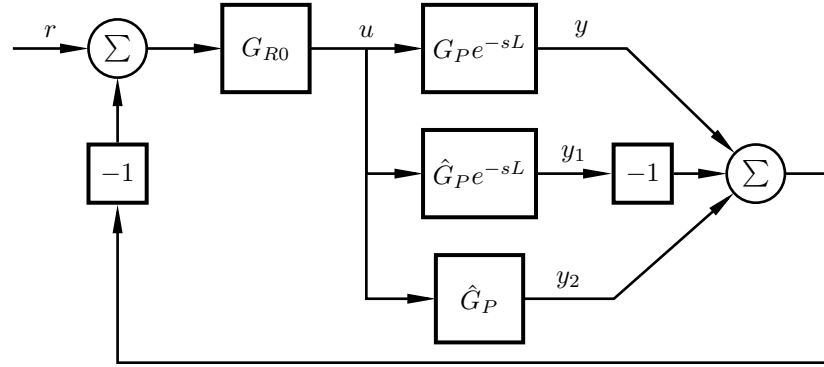 r
∑
G_{R0}
u
G_P e^{-sL}
y
-1
Ĝ_P e^{-sL}
y_1
-1
∑
Ĝ_P
y_2